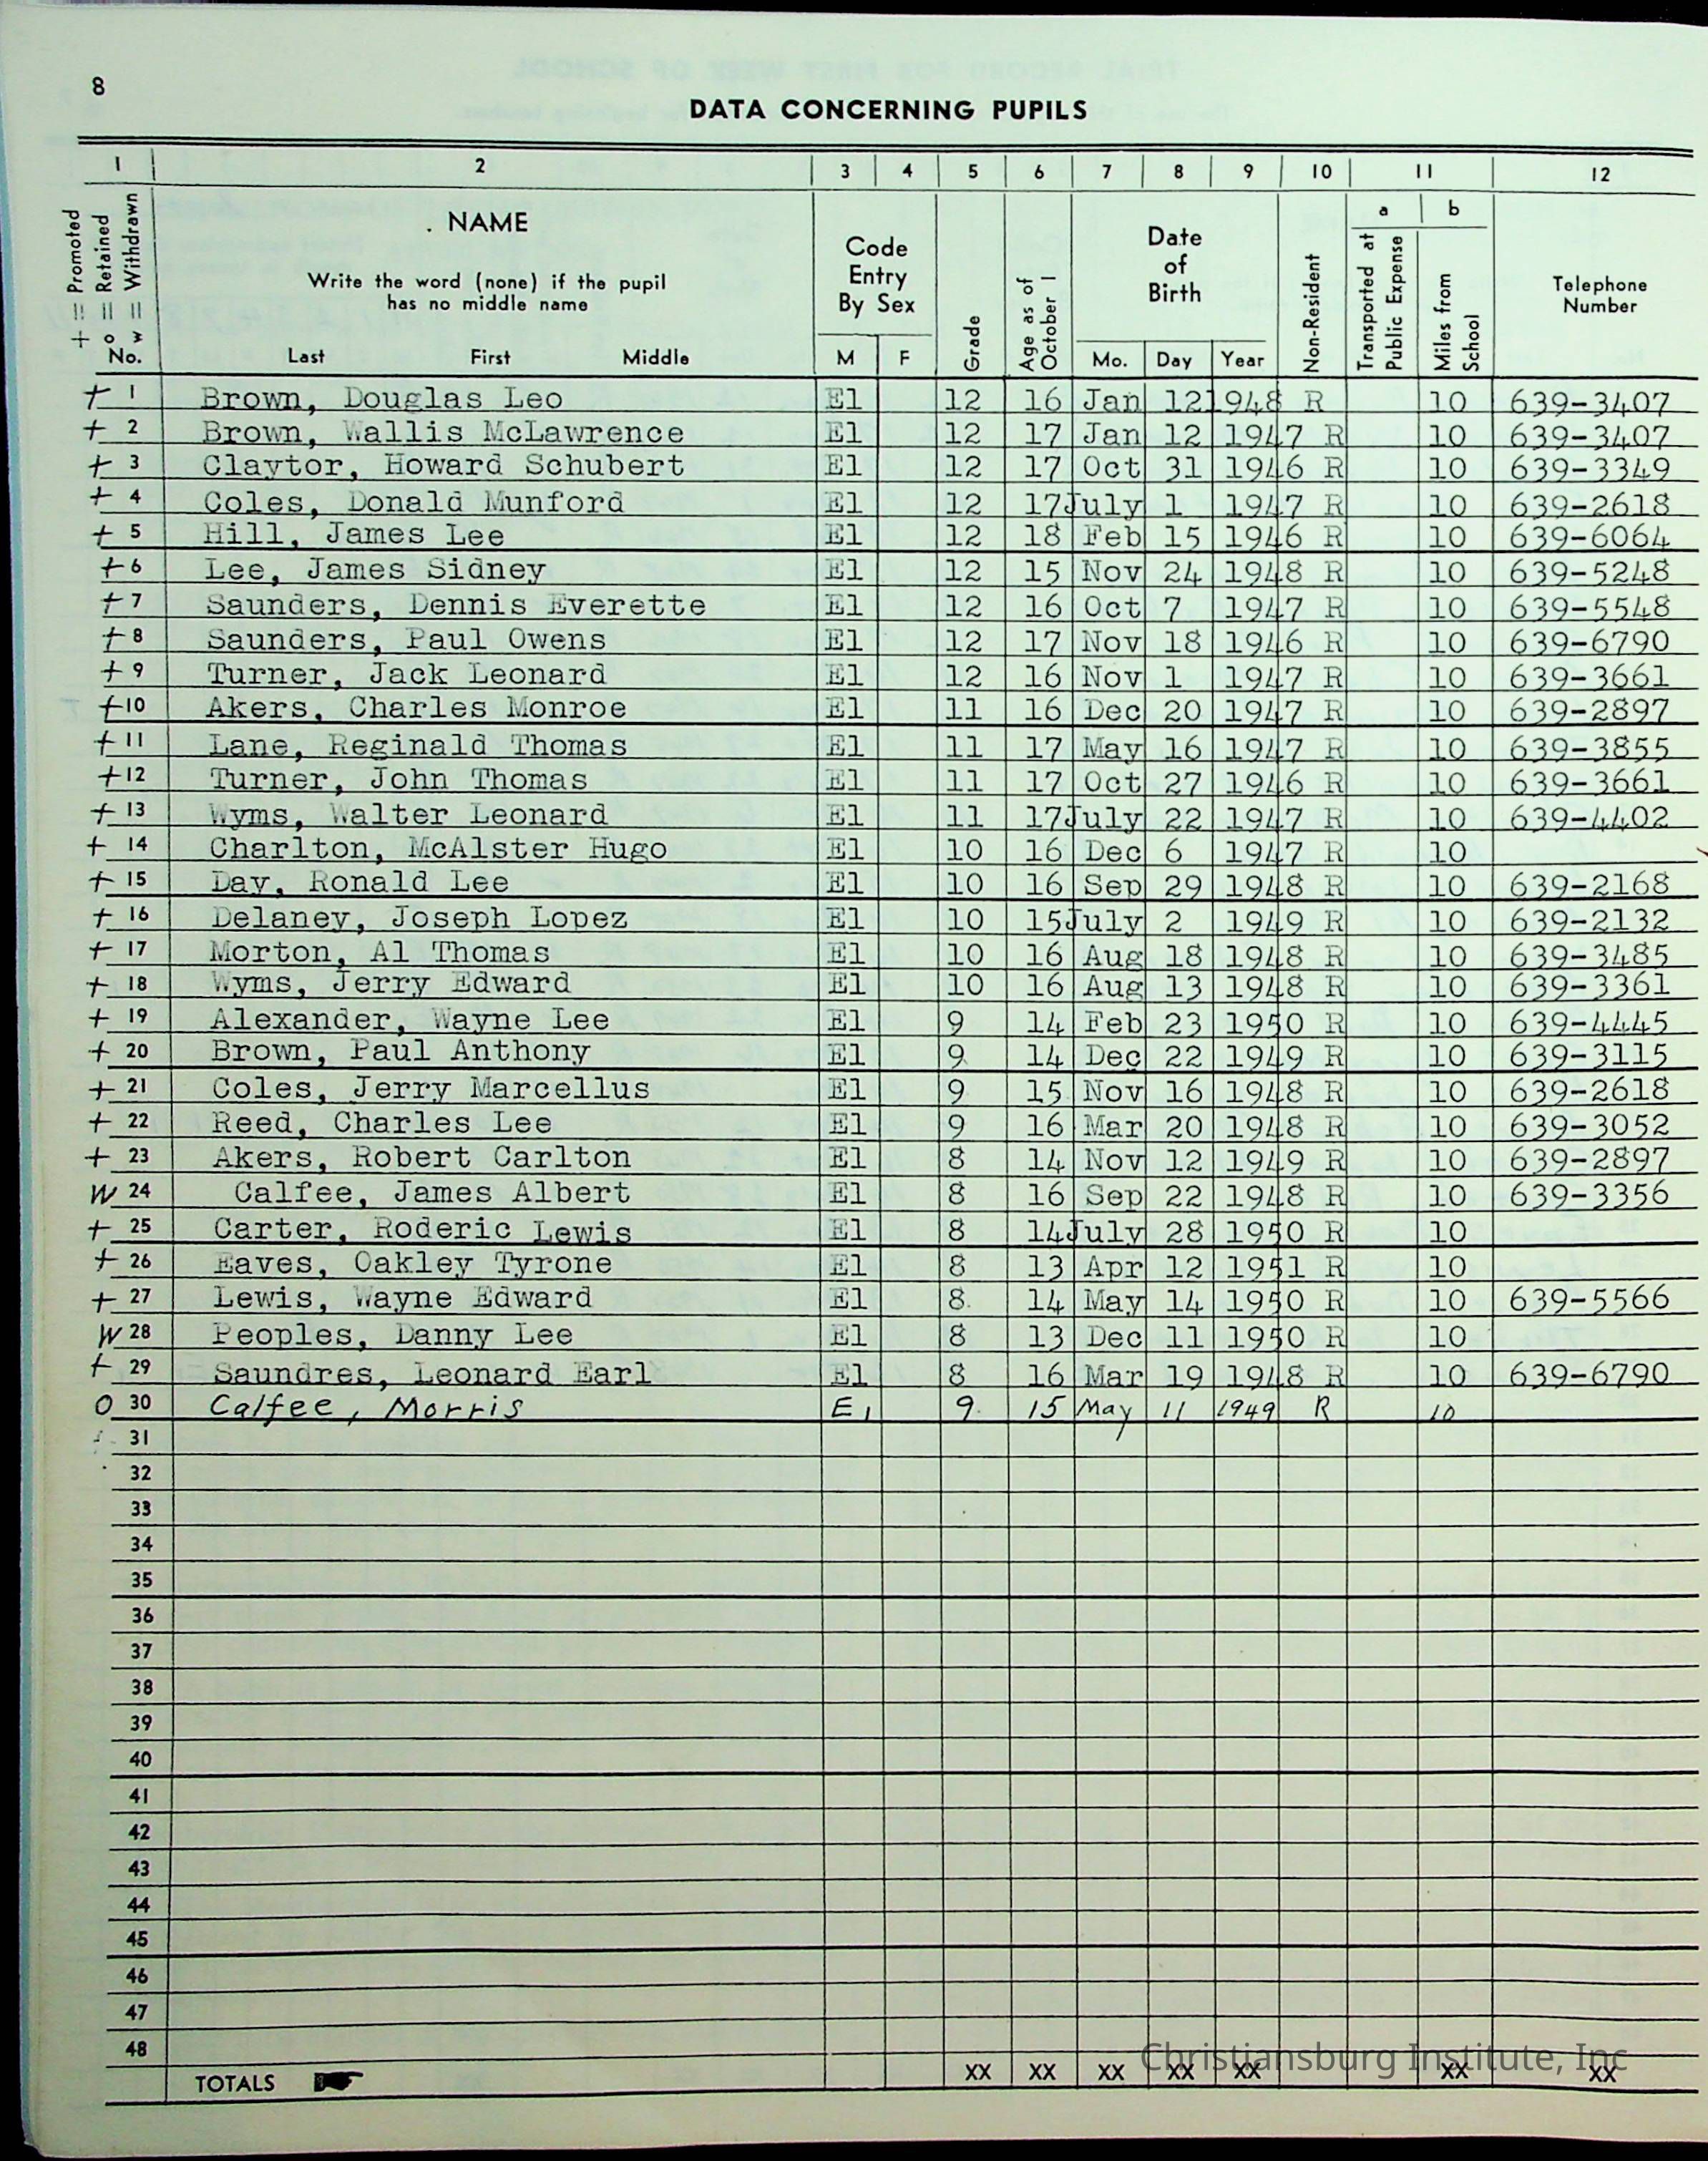 8
DATA CONCERNING PUPILS
1 2 3 4 5 6 7 8 9 10 11 12
+ = Promoted
o = Retained
w = Withdrawn
No.
NAME
Write the word (none) if the pupil
has no middle name
Last First Middle
Code
Entry
By Sex
M F
Grade
Age as of
October 1
Date
of
Birth
Mo. Day Year
Non-Resident
a b
Transported at
Public Expense
Miles from
School
Telephone
Number
+ 1 Brown, Douglas Leo El 12 16 Jan 12 1948 R 10 639-3407
+ 2 Brown, Wallis McLawrence El 12 17 Jan 12 1947 R 10 639-3407
+ 3 Claytor, Howard Schubert El 12 17 Oct 31 1946 R 10 639-3349
+ 4 Coles, Donald Munford El 12 17 July 1 1947 R 10 639-2618
+ 5 Hill, James Lee El 12 18 Feb 15 1946 R 10 639-6064
+ 6 Lee, James Sidney El 12 15 Nov 24 1948 R 10 639-5248
+ 7 Saunders, Dennis Everette El 12 16 Oct 7 1947 R 10 639-5548
+ 8 Saunders, Paul Owens El 12 17 Nov 18 1946 R 10 639-6790
+ 9 Turner, Jack Leonard El 12 16 Nov 1 1947 R 10 639-3661
+ 10 Akers, Charles Monroe El 11 16 Dec 20 1947 R 10 639-2897
+ 11 Lane, Reginald Thomas El 11 17 May 16 1947 R 10 639-3855
+ 12 Turner, John Thomas El 11 17 Oct 27 1946 R 10 639-3661
+ 13 Wyms, Walter Leonard El 11 17 July 22 1947 R 10 639-4402
+ 14 Charlton, McAlster Hugo El 10 16 Dec 6 1947 R 10
+ 15 Day, Ronald Lee El 10 16 Sep 29 1948 R 10 639-2168
+ 16 Delaney, Joseph Lopez El 10 15 July 2 1949 R 10 639-2132
+ 17 Morton, Al Thomas El 10 16 Aug 18 1948 R 10 639-3485
+ 18 Wyms, Jerry Edward El 10 16 Aug 13 1948 R 10 639-3361
+ 19 Alexander, Wayne Lee El 9 14 Feb 23 1950 R 10 639-4445
+ 20 Brown, Paul Anthony El 9 14 Dec 22 1949 R 10 639-3115
+ 21 Coles, Jerry Marcellus El 9 15 Nov 16 1948 R 10 639-2618
+ 22 Reed, Charles Lee El 9 16 Mar 20 1948 R 10 639-3052
+ 23 Akers, Robert Carlton El 8 14 Nov 12 1949 R 10 639-2897
W 24 Calfee, James Albert El 8 16 Sep 22 1948 R 10 639-3356
+ 25 Carter, Roderic Lewis El 8 14 July 28 1950 R 10
+ 26 Eaves, Oakley Tyrone El 8 13 Apr 12 1951 R 10
+ 27 Lewis, Wayne Edward El 8 14 May 14 1950 R 10 639-5566
W 28 Peoples, Danny Lee El 8 13 Dec 11 1950 R 10
+ 29 Saundres, Leonard Earl El 8 16 Mar 19 1948 R 10 639-6790
O 30 Calfee, Morris E1 9 15 May 11 1949 R 10
31
32
33
34
35
36
37
38
39
40
41
42
43
44
45
46
47
48
Christiansburg Institute, Inc
TOTALS XX XX XX XX XX XX XX